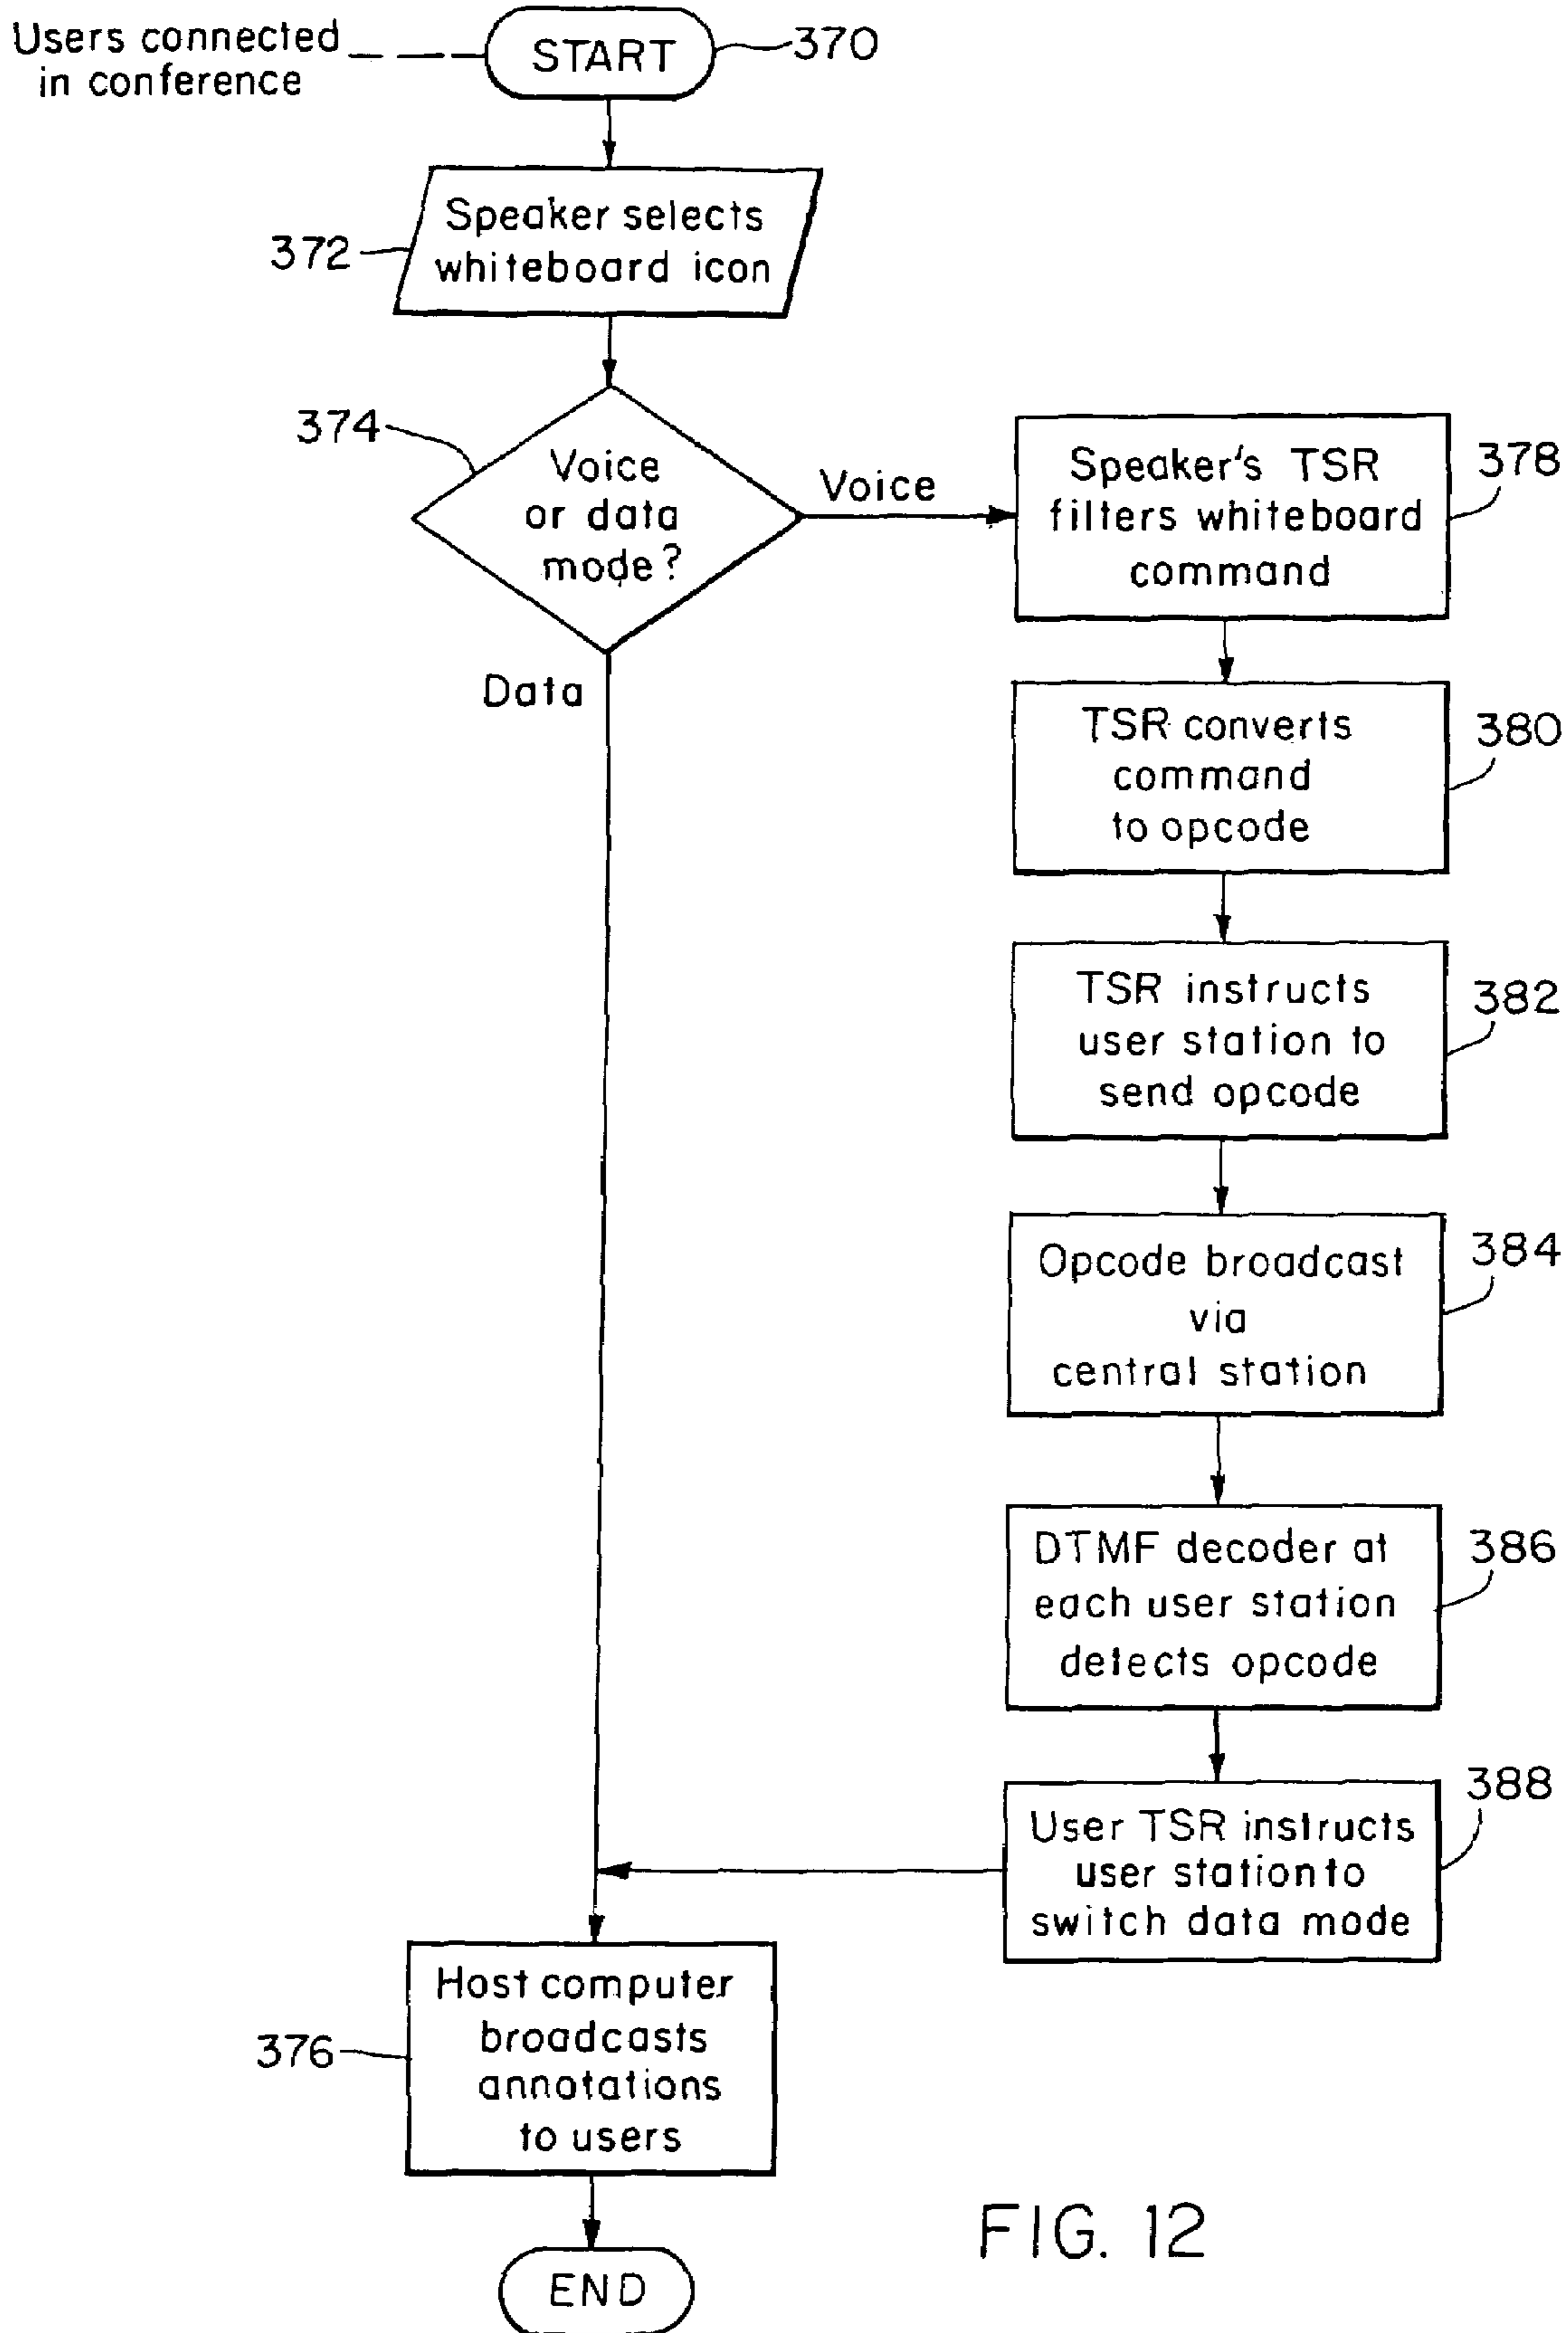 Users connected
in conference
START
370
Speaker selects
whiteboard icon
372
374
Voice
or data
mode?
Voice
Data
Speaker's TSR
filters whiteboard
command
378
TSR converts
command
to opcode
380
TSR instructs
user station to
send opcode
382
Opcode broadcast
via
central station
384
DTMF decoder at
each user station
detects opcode
386
User TSR instructs
user station to
switch data mode
388
Host computer
broadcasts
annotations
to users
376
END
FIG. 12